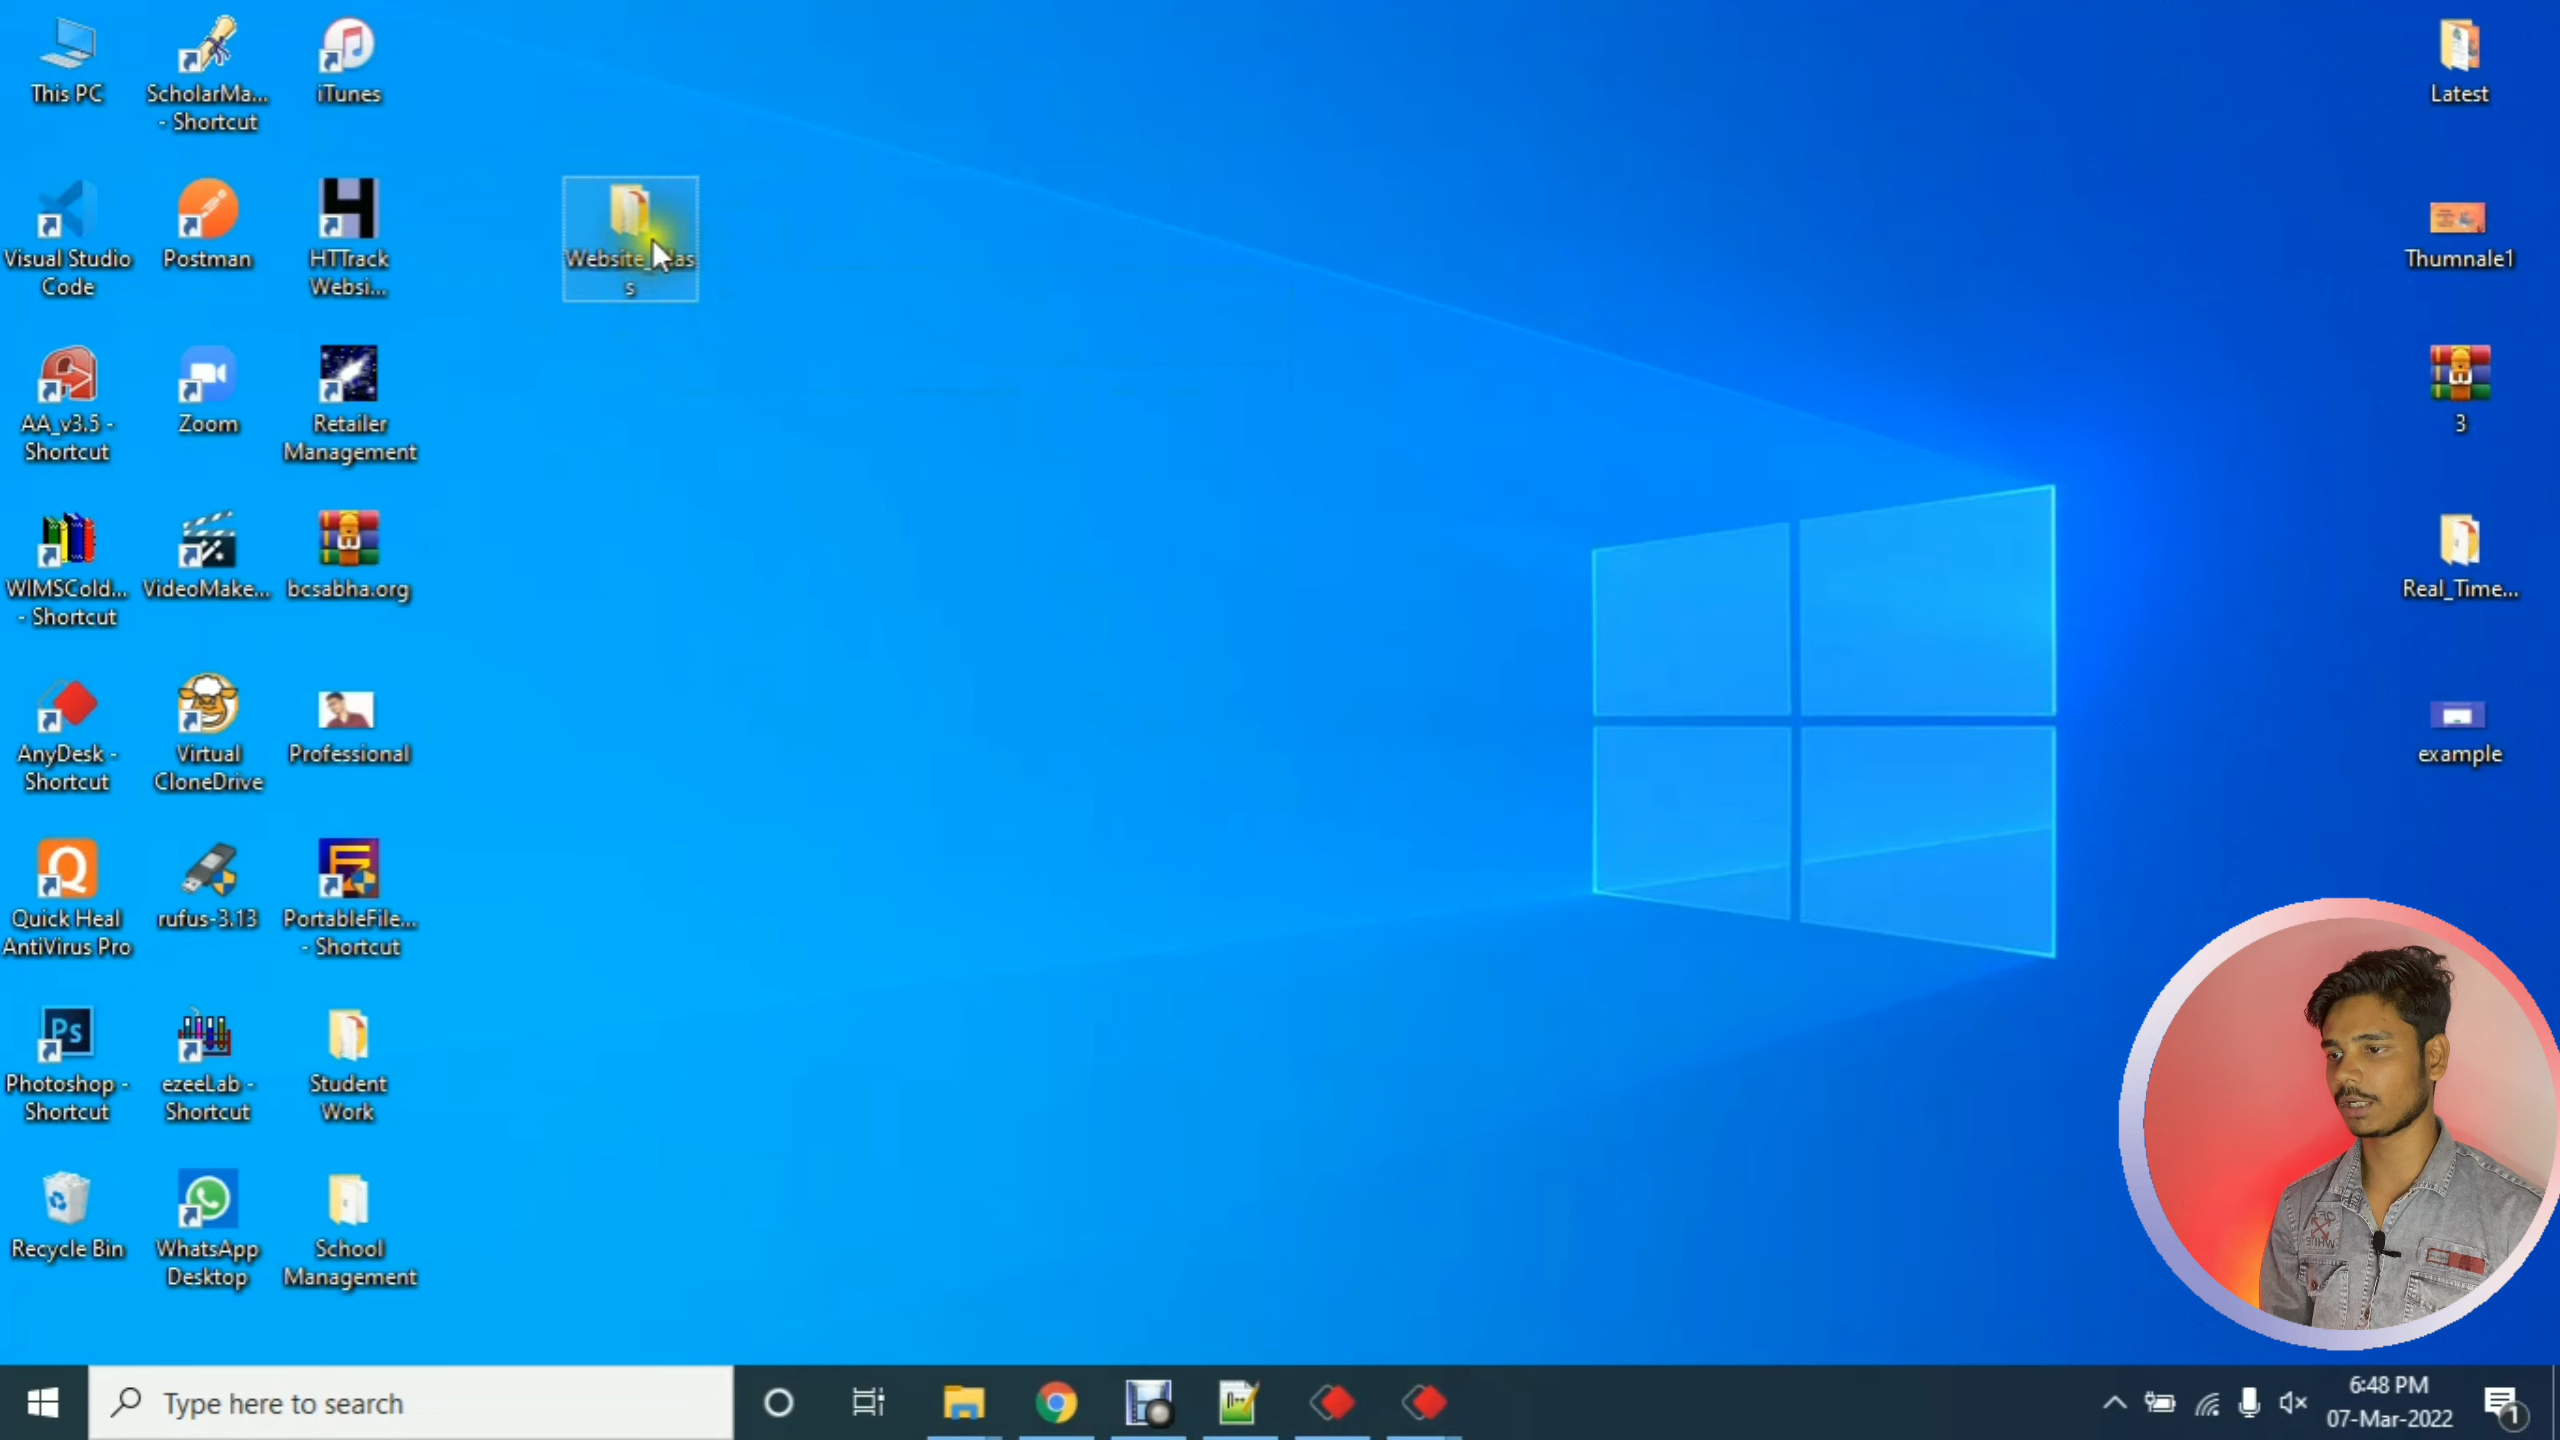 This PC
ScholarMa...
- Shortcut
iTunes
Latest
Visual Studio
Code
Postman
HTTrack
Websi...
s
Thumnale1
AA_v3.5 -
Shortcut
Zoom
Retailer
Management
3
WIMSCold...
- Shortcut
VideoMake...
bcsabha.org
Real_Time...
AnyDesk -
Shortcut
Virtual
CloneDrive
Professional
example
Quick Heal
AntiVirus Pro
rufus-3.13
PortableFile...
- Shortcut
Ps
Photoshop -
Shortcut
ezeeLab -
Shortcut
Student
Work
Recycle Bin
WhatsApp
Desktop
School
Management
Type here to search
6:48 PM
07-Mar-2022
1